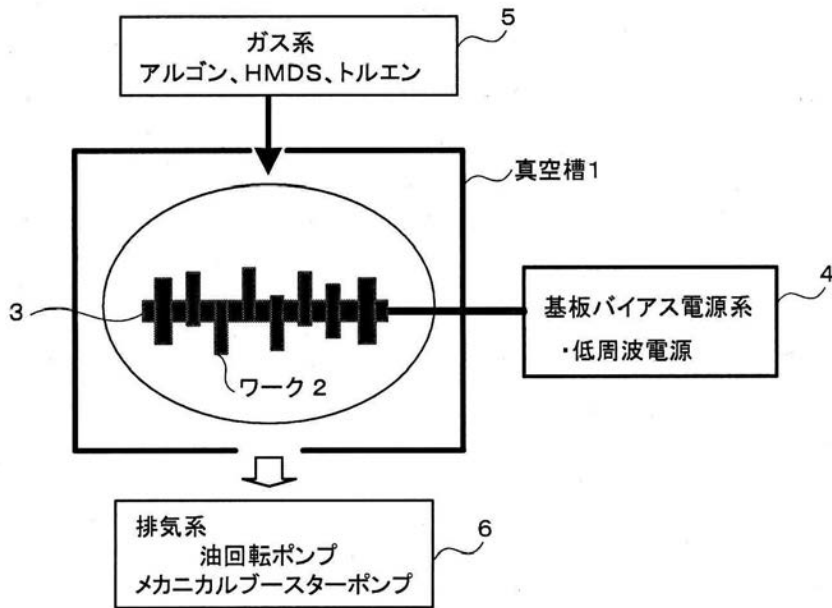 5
ガス系
アルゴン、HMDS、トルエン
真空槽1
3
ワーク2
基板バイアス電源系
・低周波電源
4
排気系
油回転ポンプ
メカニカルブースターポンプ
6